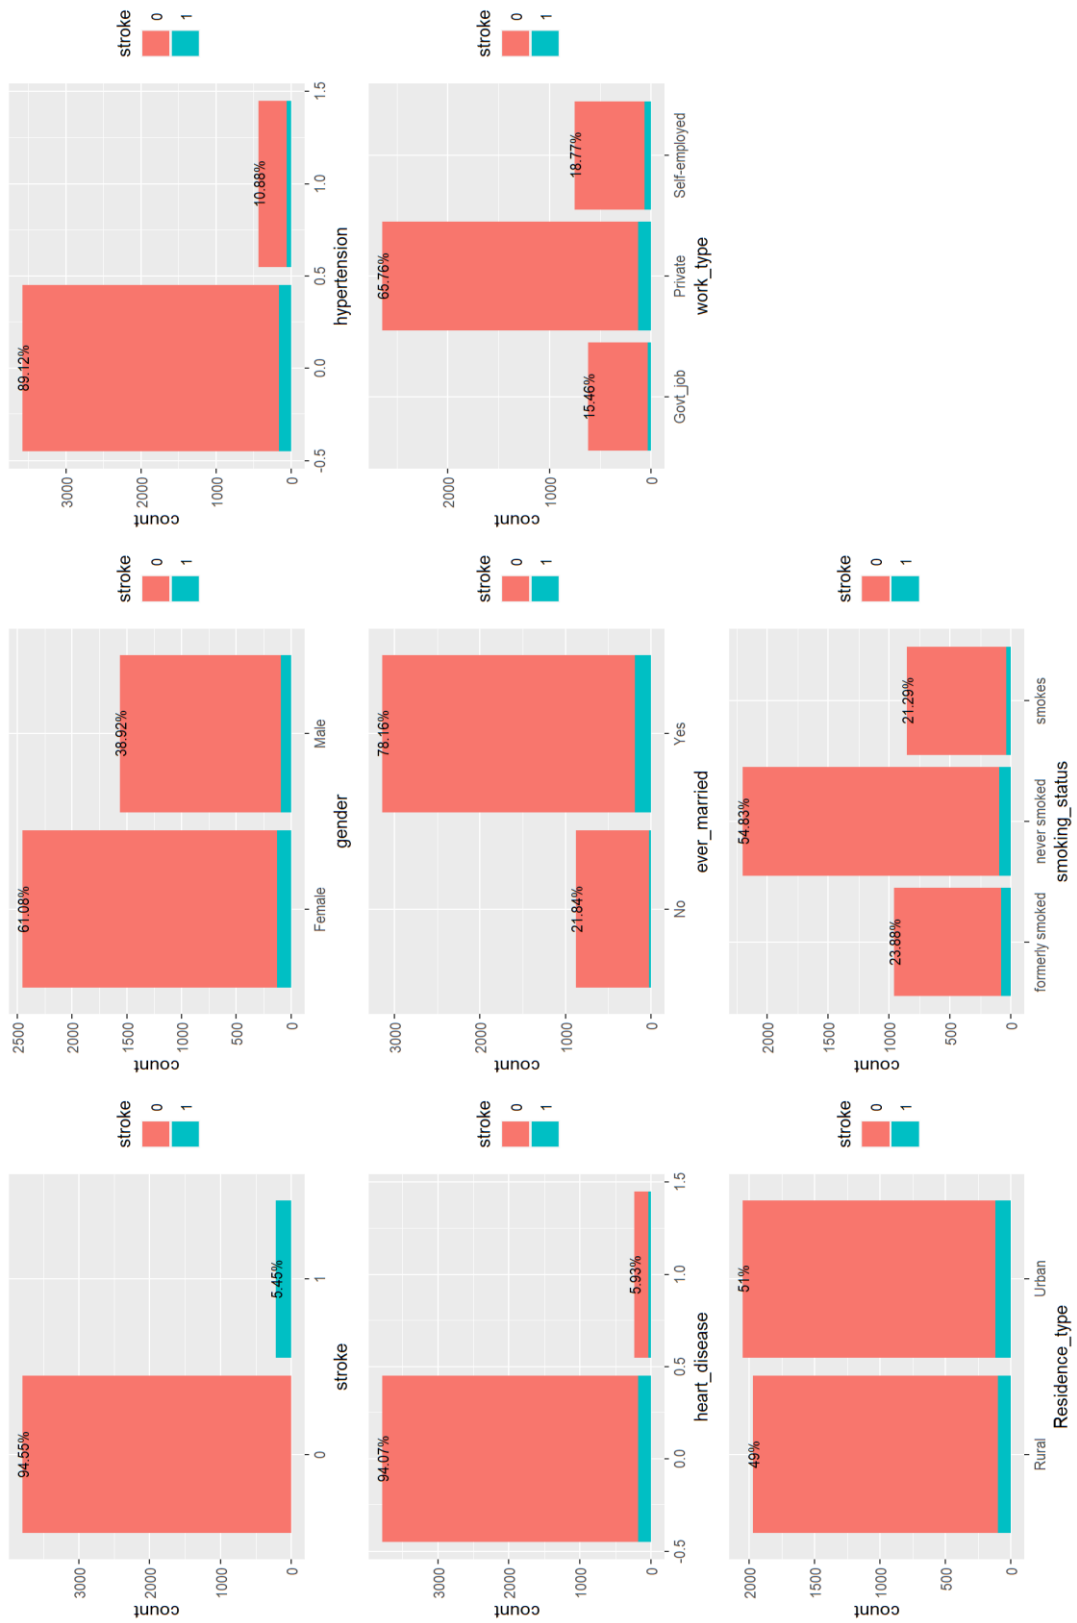 count
3000
2000
1000
0
94.55%
5.45%
0
1
stroke
stroke
0
1
count
2500
2000
1500
1000
500
0
61.08%
38.92%
Female
Male
gender
stroke
0
1
count
3000
2000
1000
0
89.12%
10.88%
-0.5
0.0
0.5
1.0
1.5
hypertension
stroke
0
1
count
3000
2000
1000
0
94.07%
5.93%
-0.5
0.0
0.5
1.0
1.5
heart_disease
stroke
0
1
count
3000
2000
1000
0
21.84%
78.16%
No
Yes
ever_married
stroke
0
1
count
2000
1000
0
15.46%
65.76%
18.77%
Govt_job
Private
Self-employed
work_type
stroke
0
1
count
2000
1500
1000
500
0
49%
51%
Rural
Urban
Residence_type
stroke
0
1
count
2000
1500
1000
500
0
23.88%
54.83%
21.29%
formerly smoked
never smoked
smokes
smoking_status
stroke
0
1